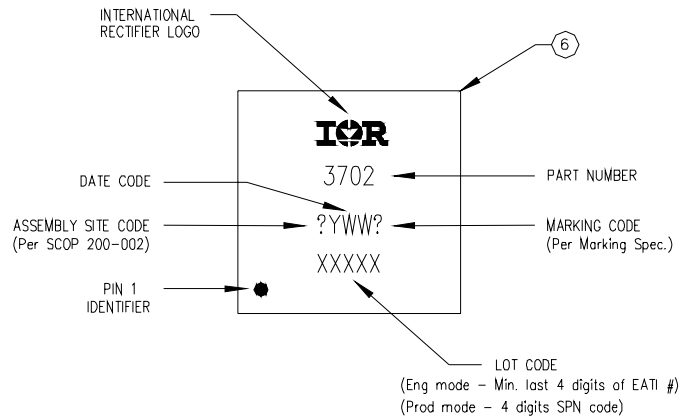 INTERNATIONAL
RECTIFIER LOGO
6
IOR
3702
PART NUMBER
DATE CODE
ASSEMBLY SITE CODE
(Per SCOP 200-002)
?YWW?
MARKING CODE
(Per Marking Spec.)
XXXXX
PIN 1
IDENTIFIER
LOT CODE
(Eng mode - Min. last 4 digits of EATI #)
(Prod mode - 4 digits SPN code)